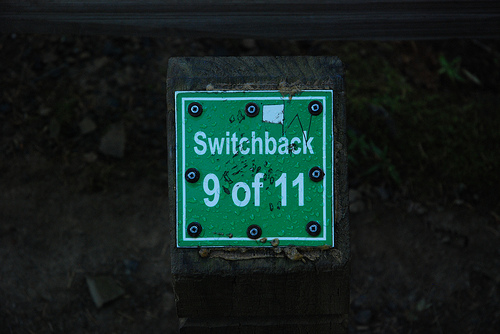 Switchback
9 of 11